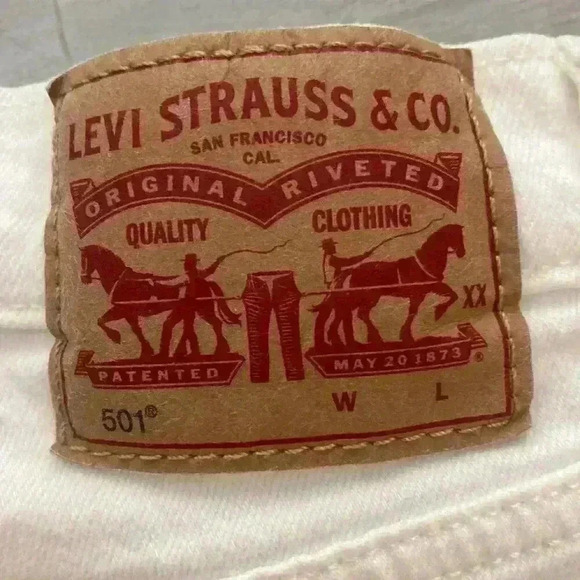 LEVI STRAUSS & CO.
SAN FRANCISCO
CAL.
ORIGINAL RIVETED
QUALITY CLOTHING
XX
PATENTED MAY 20 1873 ®
501® W L